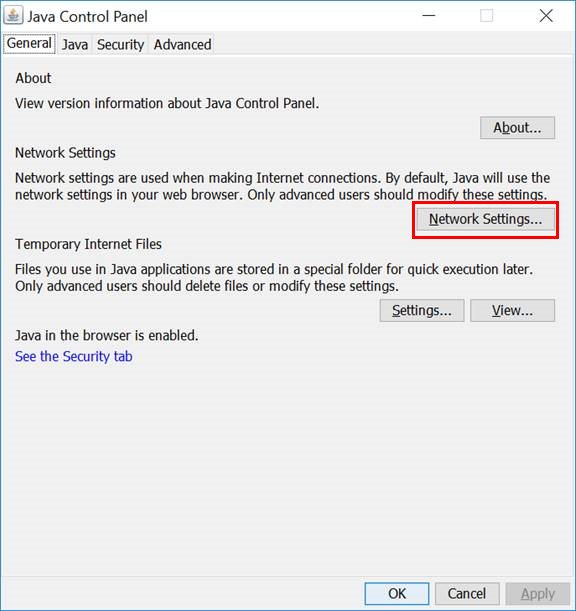 Java Control Panel
General Java Security Advanced
About
View version information about Java Control Panel.
About...
Network Settings
Network settings are used when making Internet connections. By default, Java will use the
network settings in your web browser. Only advanced users should modify these settings.
Network Settings...
Temporary Internet Files
Files you use in Java applications are stored in a special folder for quick execution later.
Only advanced users should delete files or modify these settings.
Settings... View...
Java in the browser is enabled.
See the Security tab
OK Cancel Apply